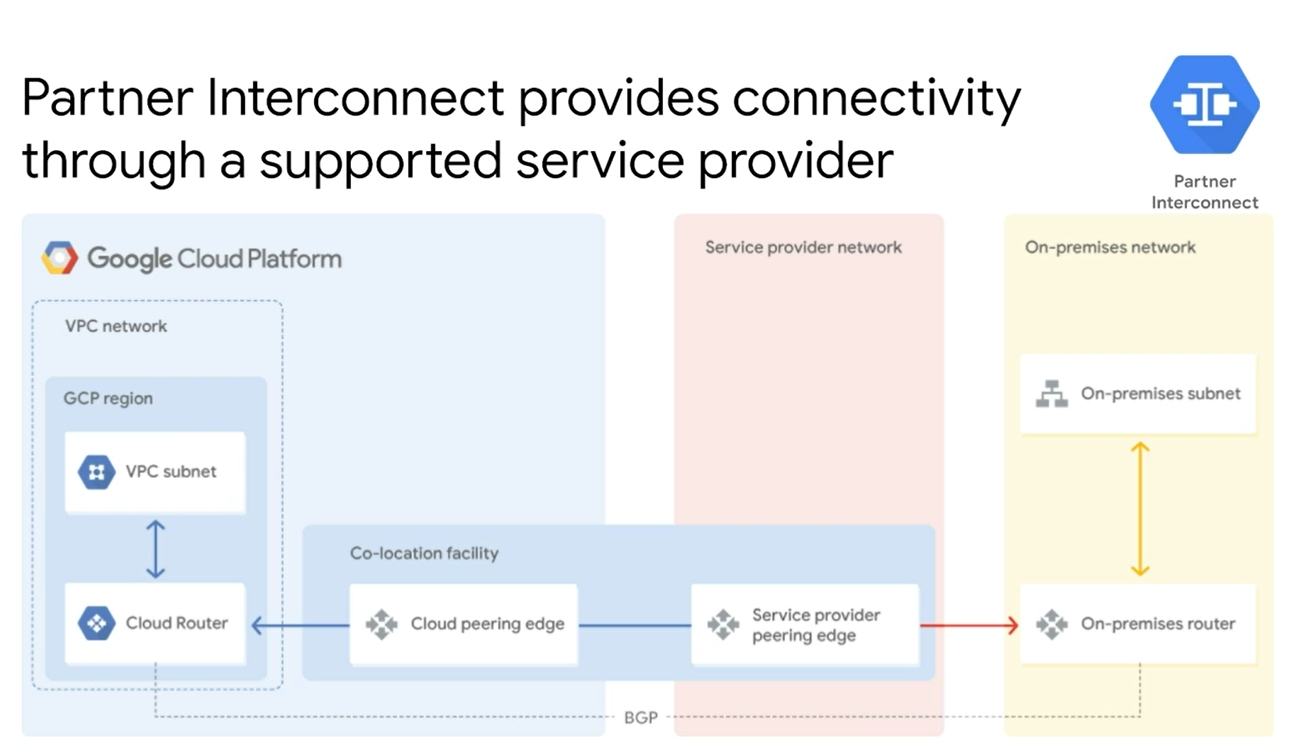 Partner Interconnect provides connectivity
through a supported service provider
Partner
Interconnect
Google Cloud Platform
Service provider network
On-premises network
VPC network
GCP region
On-premises subnet
VPC subnet
Co-location facility
Cloud Router
Cloud peering edge
Service provider
peering edge
On-premises router
BGP